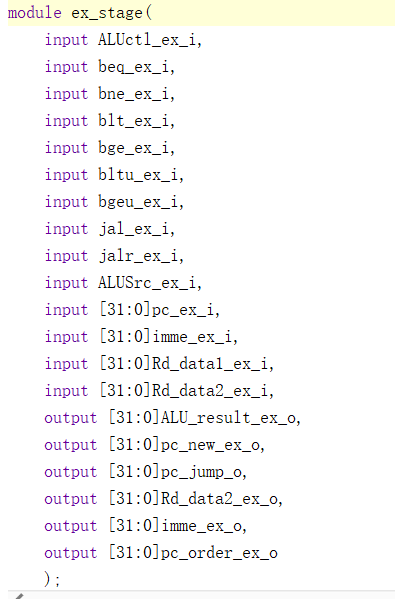 module ex_stage(
input ALUctl_ex_i,
input beq_ex_i,
input bne_ex_i,
input blt_ex_i,
input bge_ex_i,
input bltu_ex_i,
input bgeu_ex_i,
input jal_ex_i,
input jalr_ex_i,
input ALUSrc_ex_i,
input [31:0]pc_ex_i,
input [31:0]imme_ex_i,
input [31:0]Rd_data1_ex_i,
input [31:0]Rd_data2_ex_i,
output [31:0]ALU_result_ex_o,
output [31:0]pc_new_ex_o,
output [31:0]pc_jump_o,
output [31:0]Rd_data2_ex_o,
output [31:0]imme_ex_o,
output [31:0]pc_order_ex_o
);